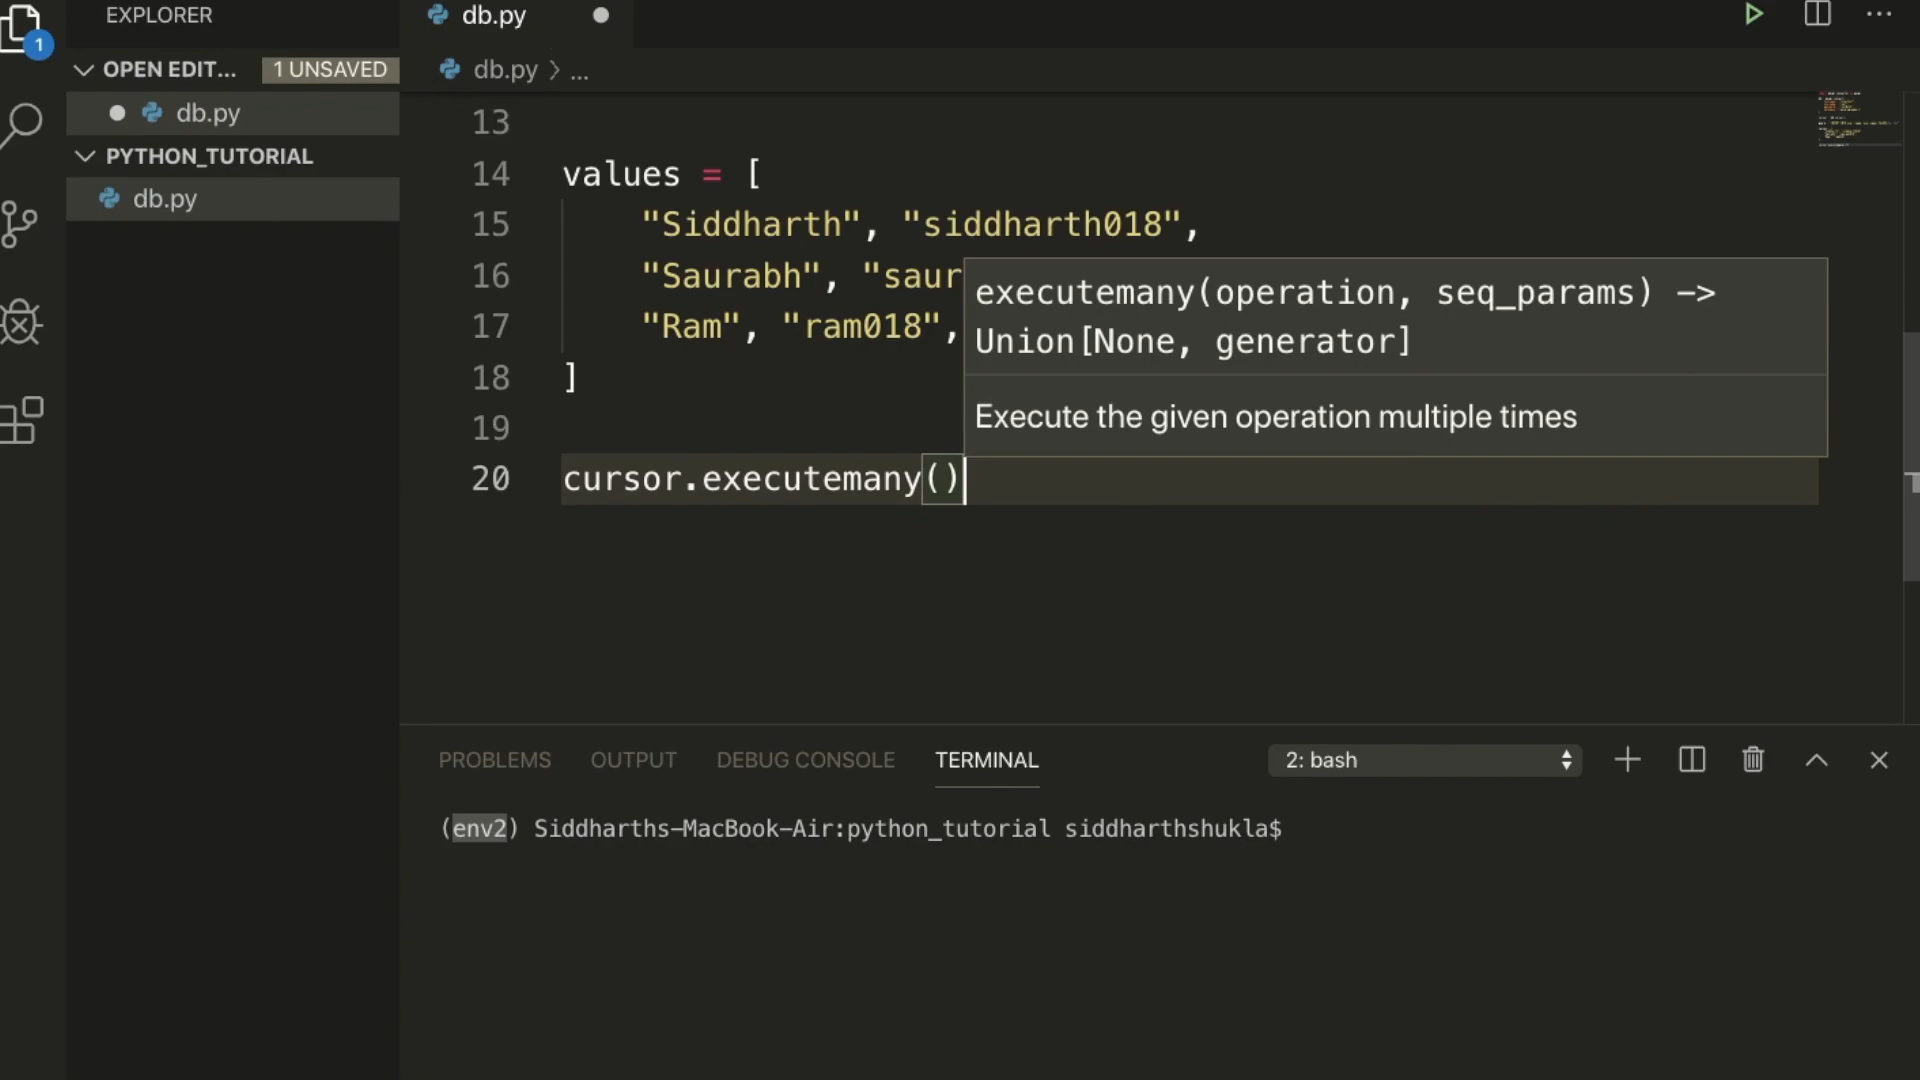 EXPLORER
db.py
OPEN EDIT... 1 UNSAVED
db.py > ...
1
db.py
PYTHON_TUTORIAL
db.py
13
14 values = [
15 "Siddharth", "siddharth018",
16 "Saurabh", "saur
17 "Ram", "ram018",
18 ]
19
20 cursor.executemany()
executemany(operation, seq_params) ->
Union[None, generator]
Execute the given operation multiple times
PROBLEMS OUTPUT DEBUG CONSOLE TERMINAL 2: bash
(env2) Siddharths-MacBook-Air:python_tutorial siddharthshukla$